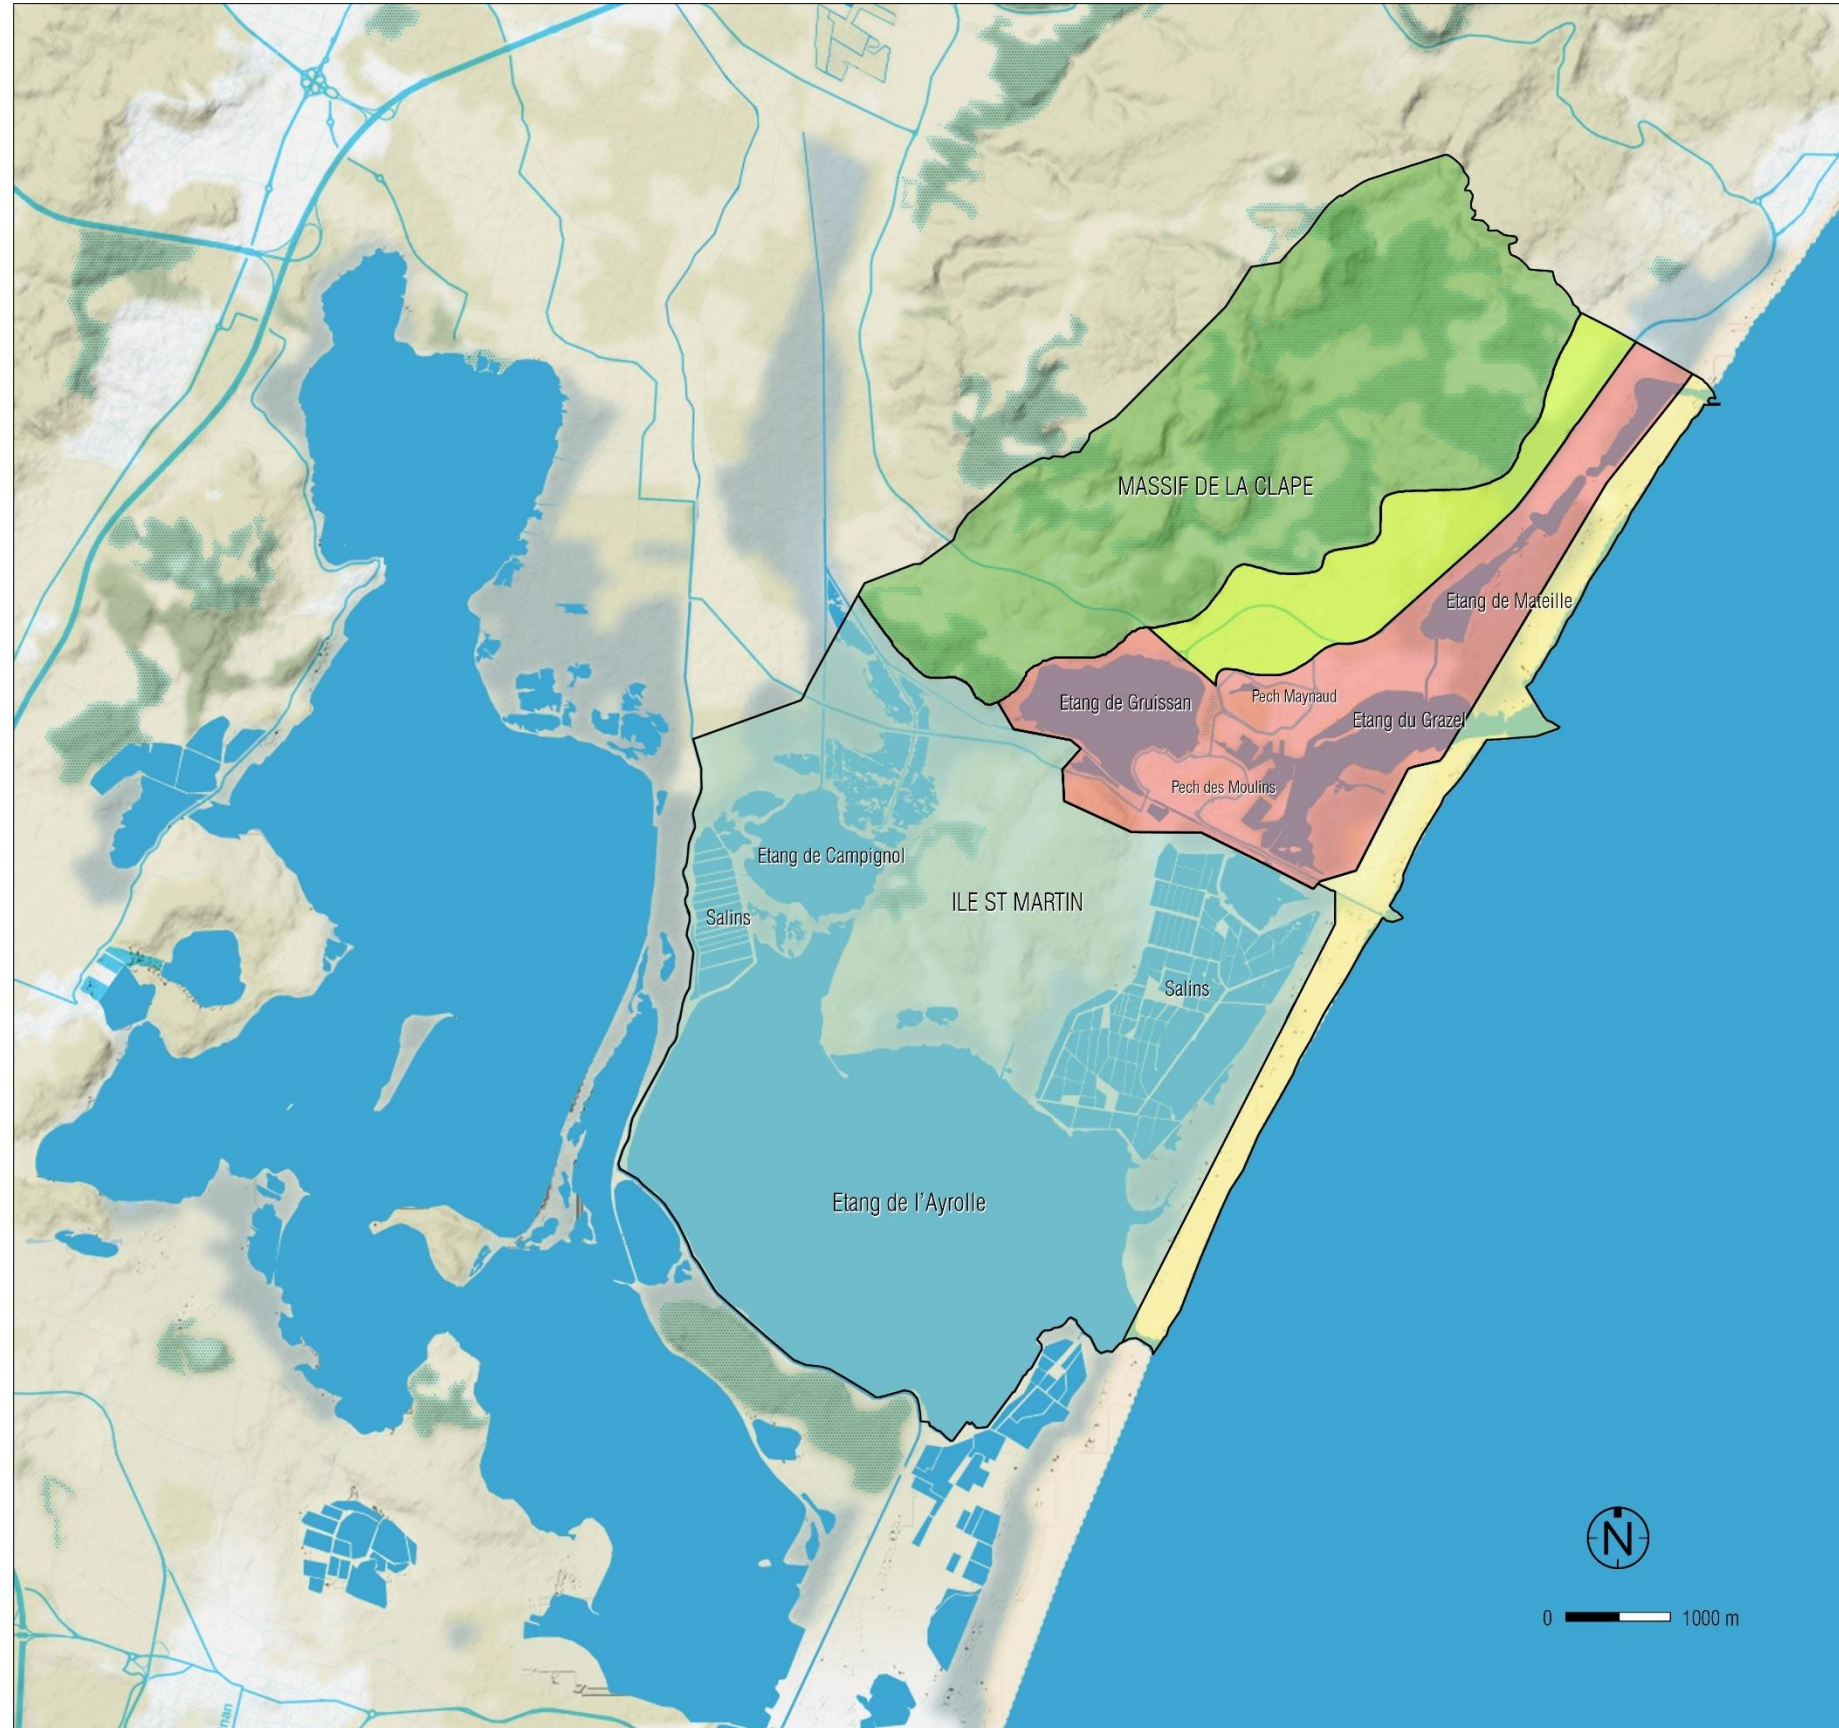 MASSIF DE LA CLAPE
Etang de Mateille
Etang de Gruissan
Pech Maynaud
Etang du Grazel
Pech des Moulins
Etang de Campignol
ILE ST MARTIN
Salins
Salins
Etang de l'Ayrolle
N
0 1000 m
nan